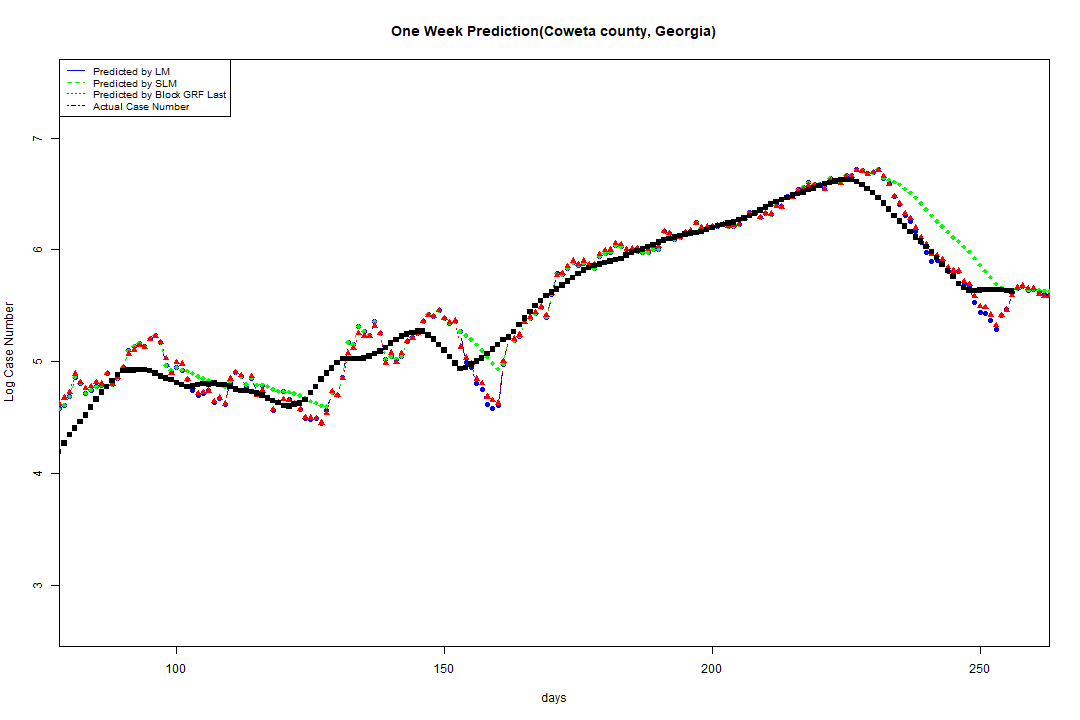 One Week Prediction(Coweta county, Georgia)
Predicted by LM
Predicted by SLM
Predicted by Block GRF Last
Actual Case Number
7
6
5
4
3
Log Case Number
100 150 200 250
days